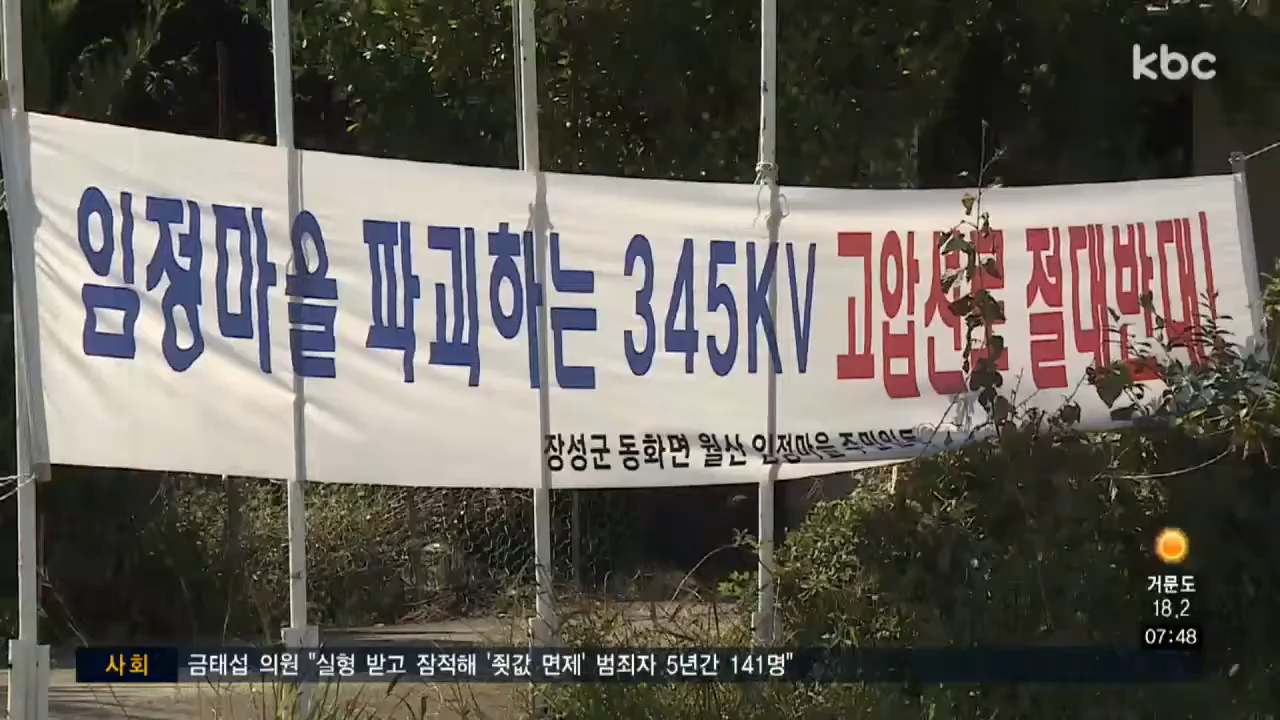 kbc
임정마을 파괴하는 345KV 고압선로 절대반대!
장성군 동화면 월산 임정마을 주민일동
거문도
18.2
07:48
사회 금태섭 의원 "실형 받고 잠적해 '죗값 면제' 범죄자 5년간 141명"